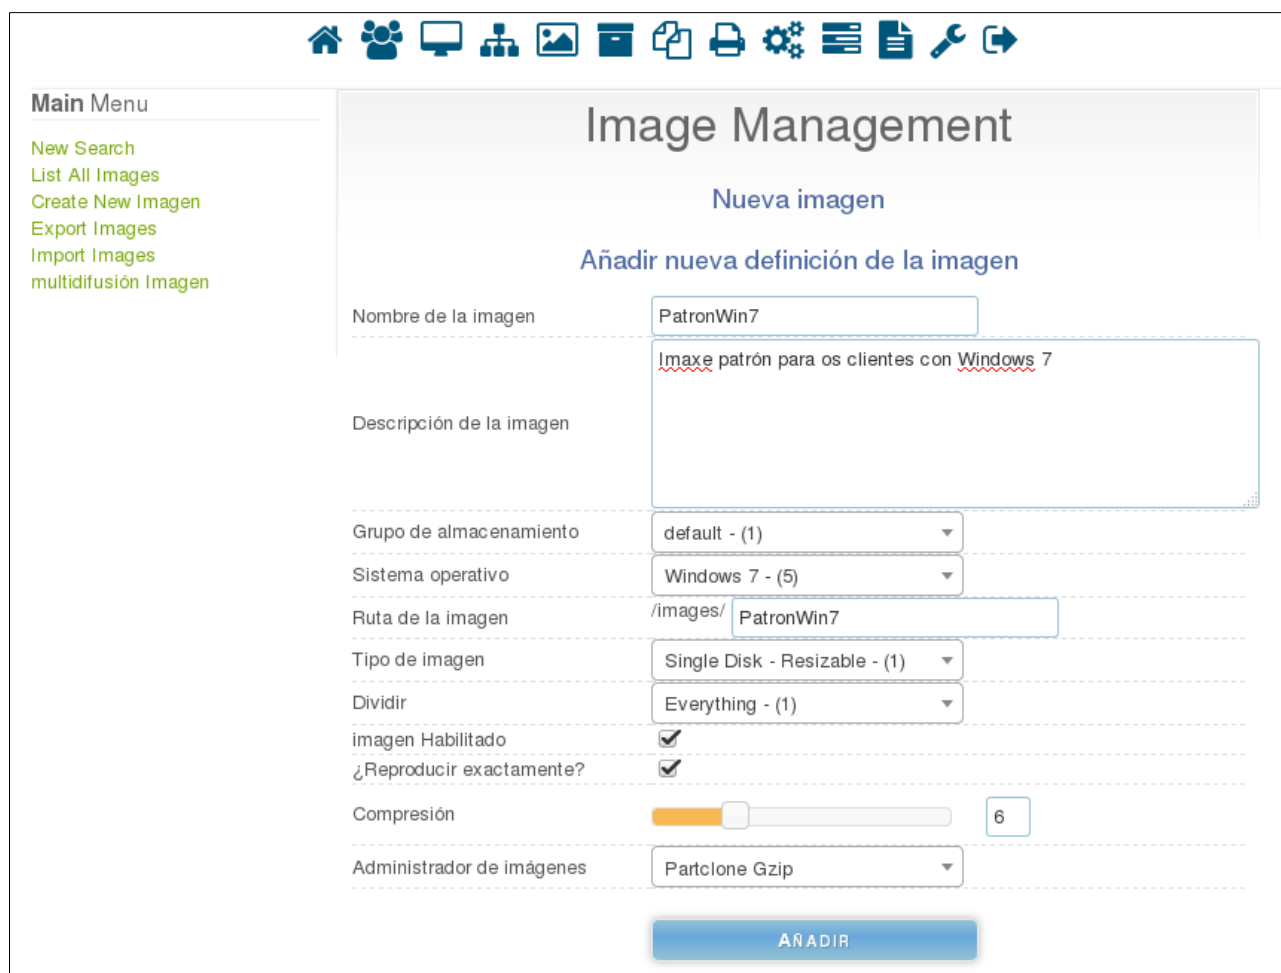 Main Menu
New Search
List All Images
Create New Imagen
Export Images
Import Images
multidifusión Imagen
Image Management
Nueva imagen
Añadir nueva definición de la imagen
Nombre de la imagen PatronWin7
Descripción de la imagen Imaxe patrón para os clientes con Windows 7
Grupo de almacenamiento default - (1)
Sistema operativo Windows 7 - (5)
Ruta de la imagen /images/ PatronWin7
Tipo de imagen Single Disk - Resizable - (1)
Dividir Everything - (1)
imagen Habilitado
¿Reproducir exactamente?
Compresión 6
Administrador de imágenes Partclone Gzip
AÑADIR